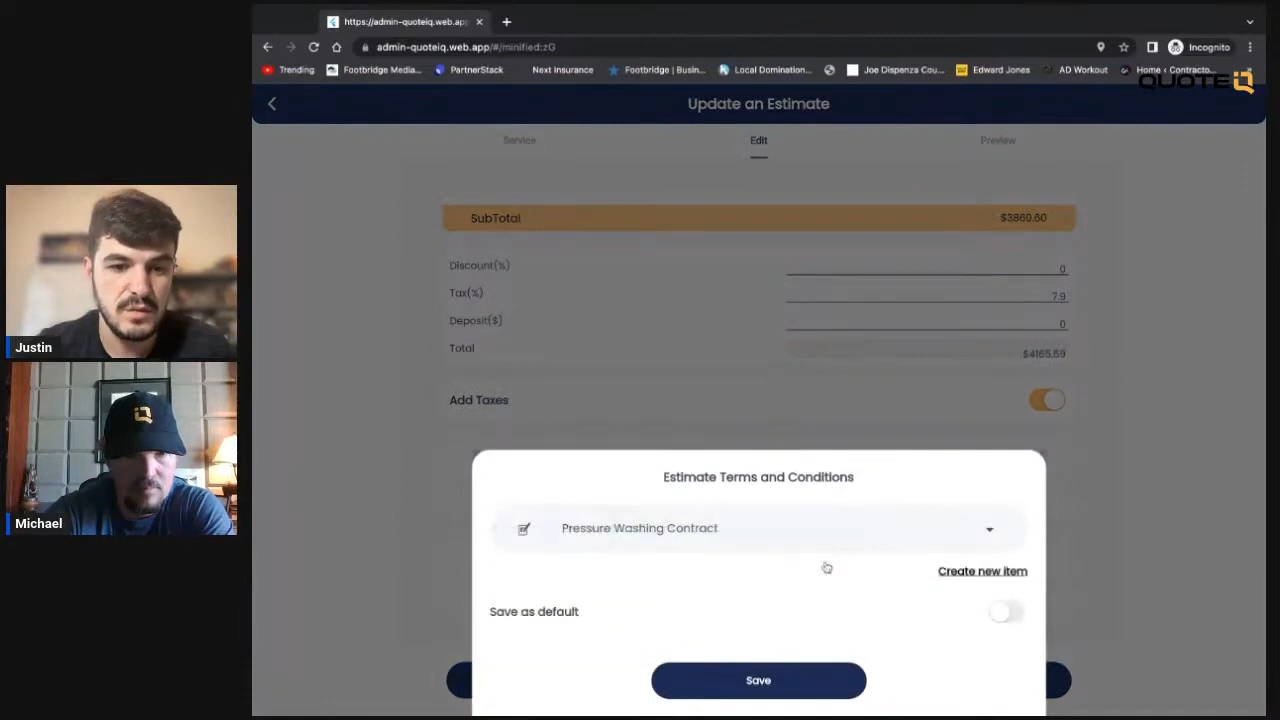 https://admin-quoteiq.web.app
admin-quoteiq.web.app/#/minified:zG
Incognito
Trending
Footbridge Media...
PartnerStack
Next Insurance
Footbridge | Busin...
Local Domination...
Joe Dispenza Cou...
Edward Jones
AD Workout
Home ‹ Contracto...
QUOTE IQ
Update an Estimate
Service
Edit
Preview
SubTotal
$3860.60
Discount(%)
0
Tax(%)
7.9
Deposit($)
0
Total
$4165.59
Add Taxes
Estimate Terms and Conditions
Pressure Washing Contract
Create new item
Save as default
Save
Justin
Michael